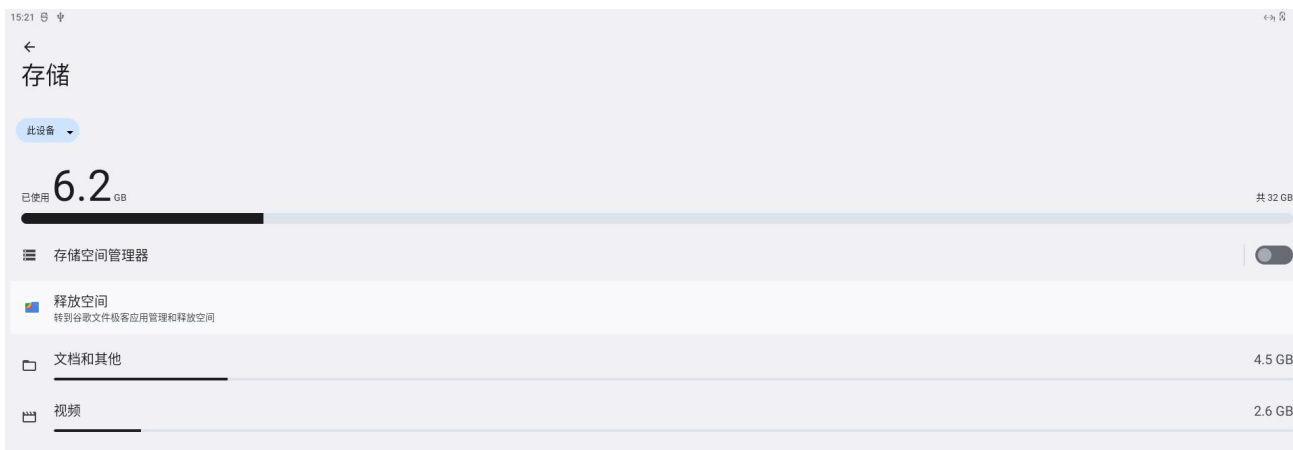 15:21
存储
此设备
已使用 6.2 GB
共 32 GB
存储空间管理器
释放空间
转到谷歌文件极客应用管理和释放空间
文档和其他
4.5 GB
视频
2.6 GB